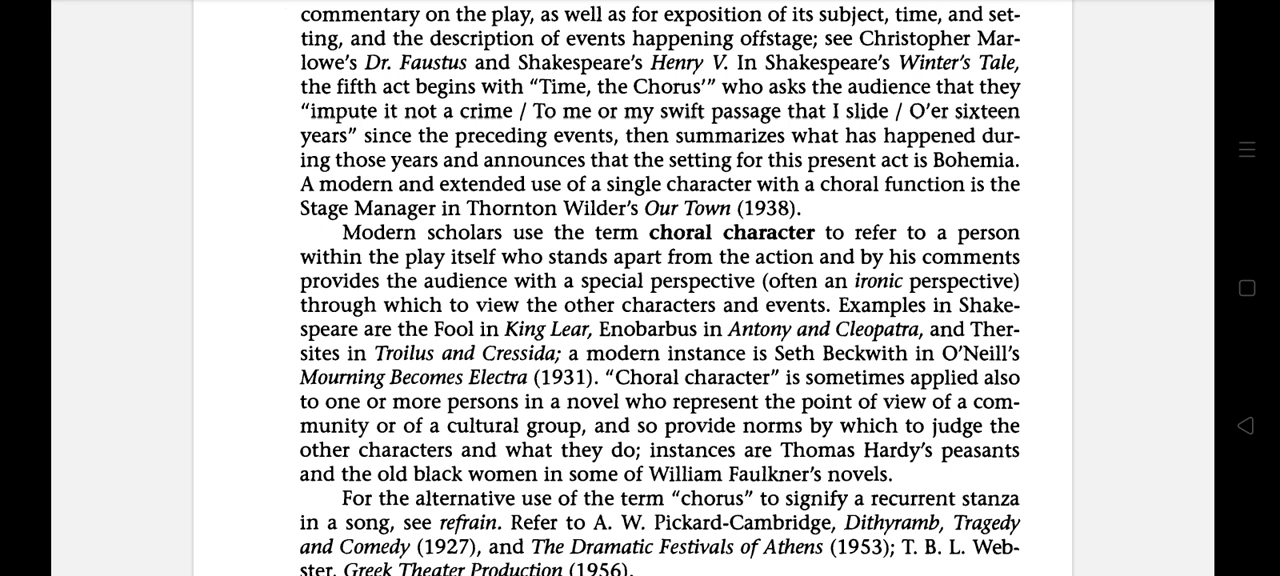 commentary on the play, as well as for exposition of its subject, time, and set-
ting, and the description of events happening offstage; see Christopher Mar-
lowe's Dr. Faustus and Shakespeare's Henry V. In Shakespeare's Winter's Tale,
the fifth act begins with “Time, the Chorus'” who asks the audience that they
“impute it not a crime / To me or my swift passage that I slide / O'er sixteen
years” since the preceding events, then summarizes what has happened dur-
ing those years and announces that the setting for this present act is Bohemia.
A modern and extended use of a single character with a choral function is the
Stage Manager in Thornton Wilder's Our Town (1938).
Modern scholars use the term choral character to refer to a person
within the play itself who stands apart from the action and by his comments
provides the audience with a special perspective (often an ironic perspective)
through which to view the other characters and events. Examples in Shake-
speare are the Fool in King Lear, Enobarbus in Antony and Cleopatra, and Ther-
sites in Troilus and Cressida; a modern instance is Seth Beckwith in O'Neill's
Mourning Becomes Electra (1931). “Choral character” is sometimes applied also
to one or more persons in a novel who represent the point of view of a com-
munity or of a cultural group, and so provide norms by which to judge the
other characters and what they do; instances are Thomas Hardy's peasants
and the old black women in some of William Faulkner's novels.
For the alternative use of the term “chorus” to signify a recurrent stanza
in a song, see refrain. Refer to A. W. Pickard-Cambridge, Dithyramb, Tragedy
and Comedy (1927), and The Dramatic Festivals of Athens (1953); T. B. L. Web-
ster, Greek Theater Production (1956).